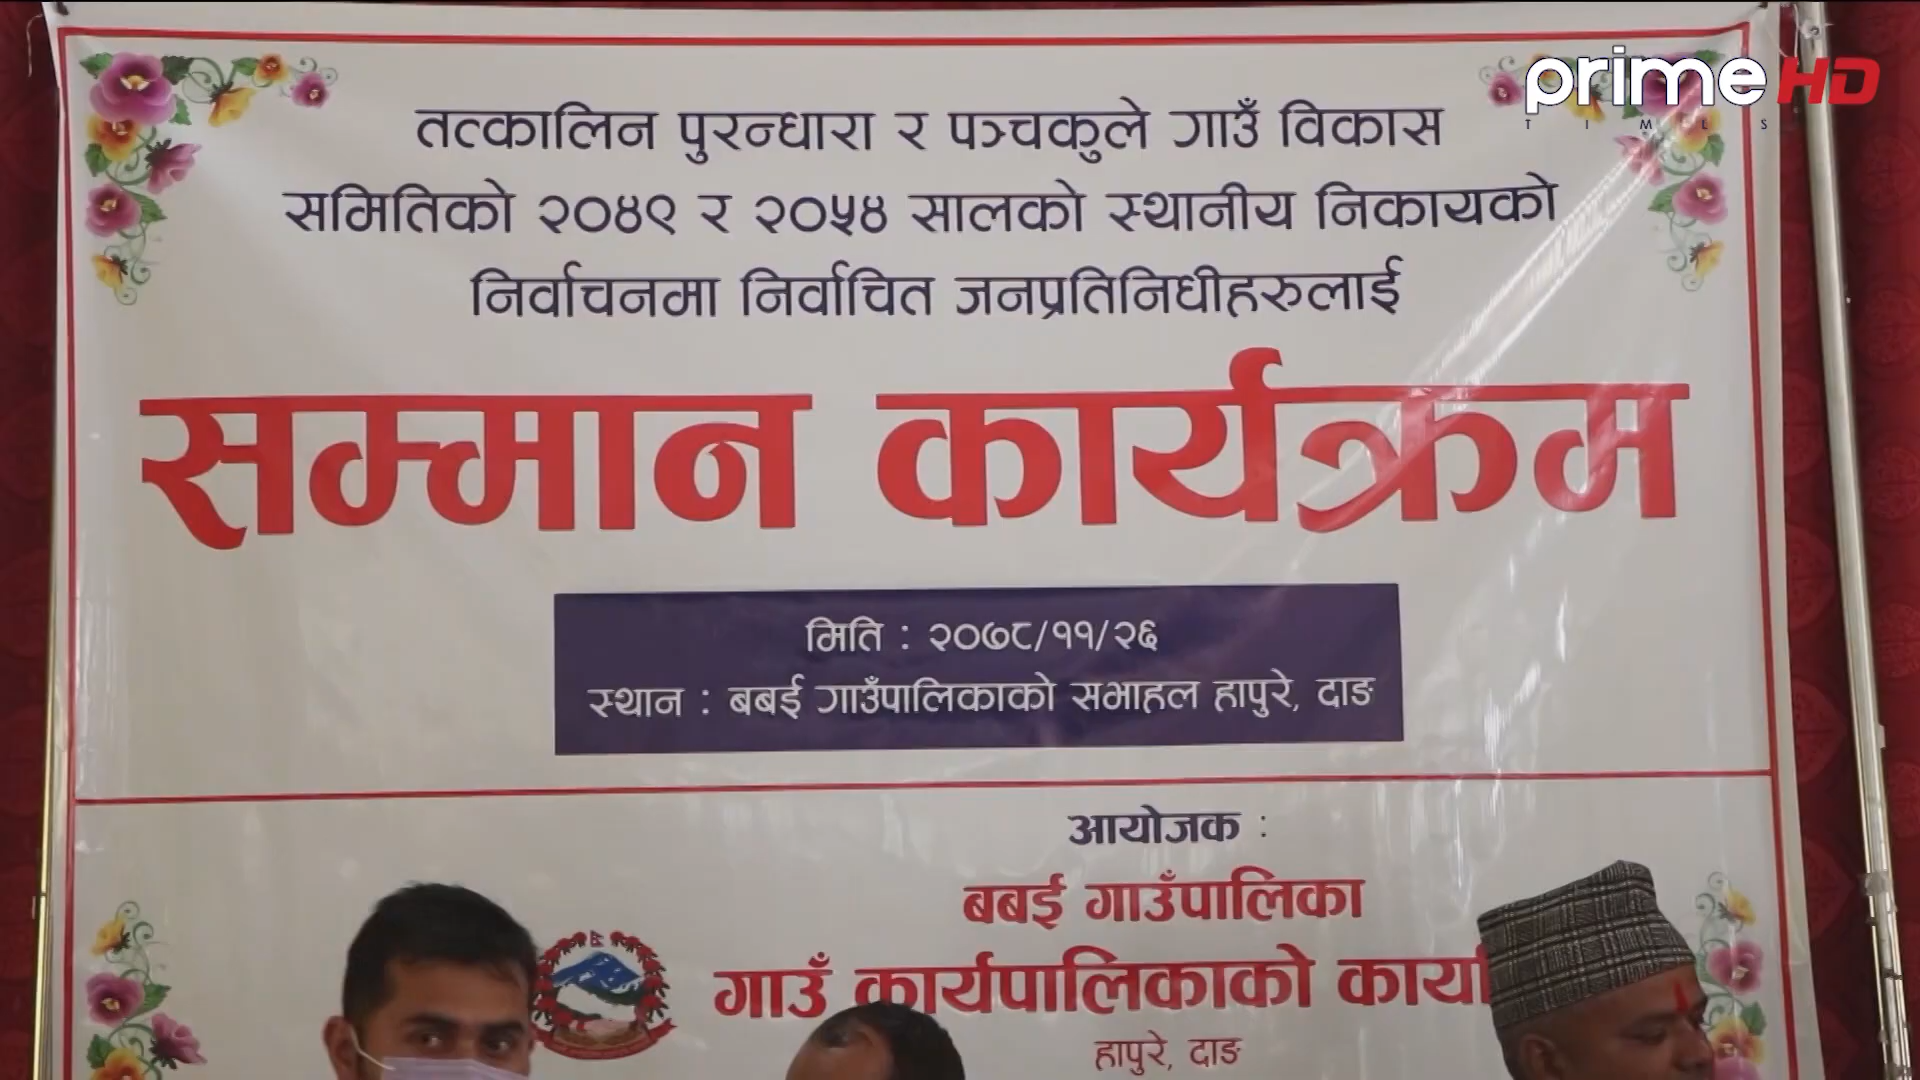 prime HD
TIMES
तत्कालिन पुरन्धारा र पञ्चकुले गाउँ विकास
समितिको २०४९ र २०५४ सालको स्थानीय निकायको
निर्वाचनमा निर्वाचित जनप्रतिनिधीहरुलाई
सम्मान कार्यक्रम
मिति : २०७८/११/२६
स्थान : बबई गाउँपालिकाको सभाहल हापुरे, दाङ
आयोजक :
बबई गाउँपालिका
गाउँ कार्यपालिकाको
हापुरे, दाङ